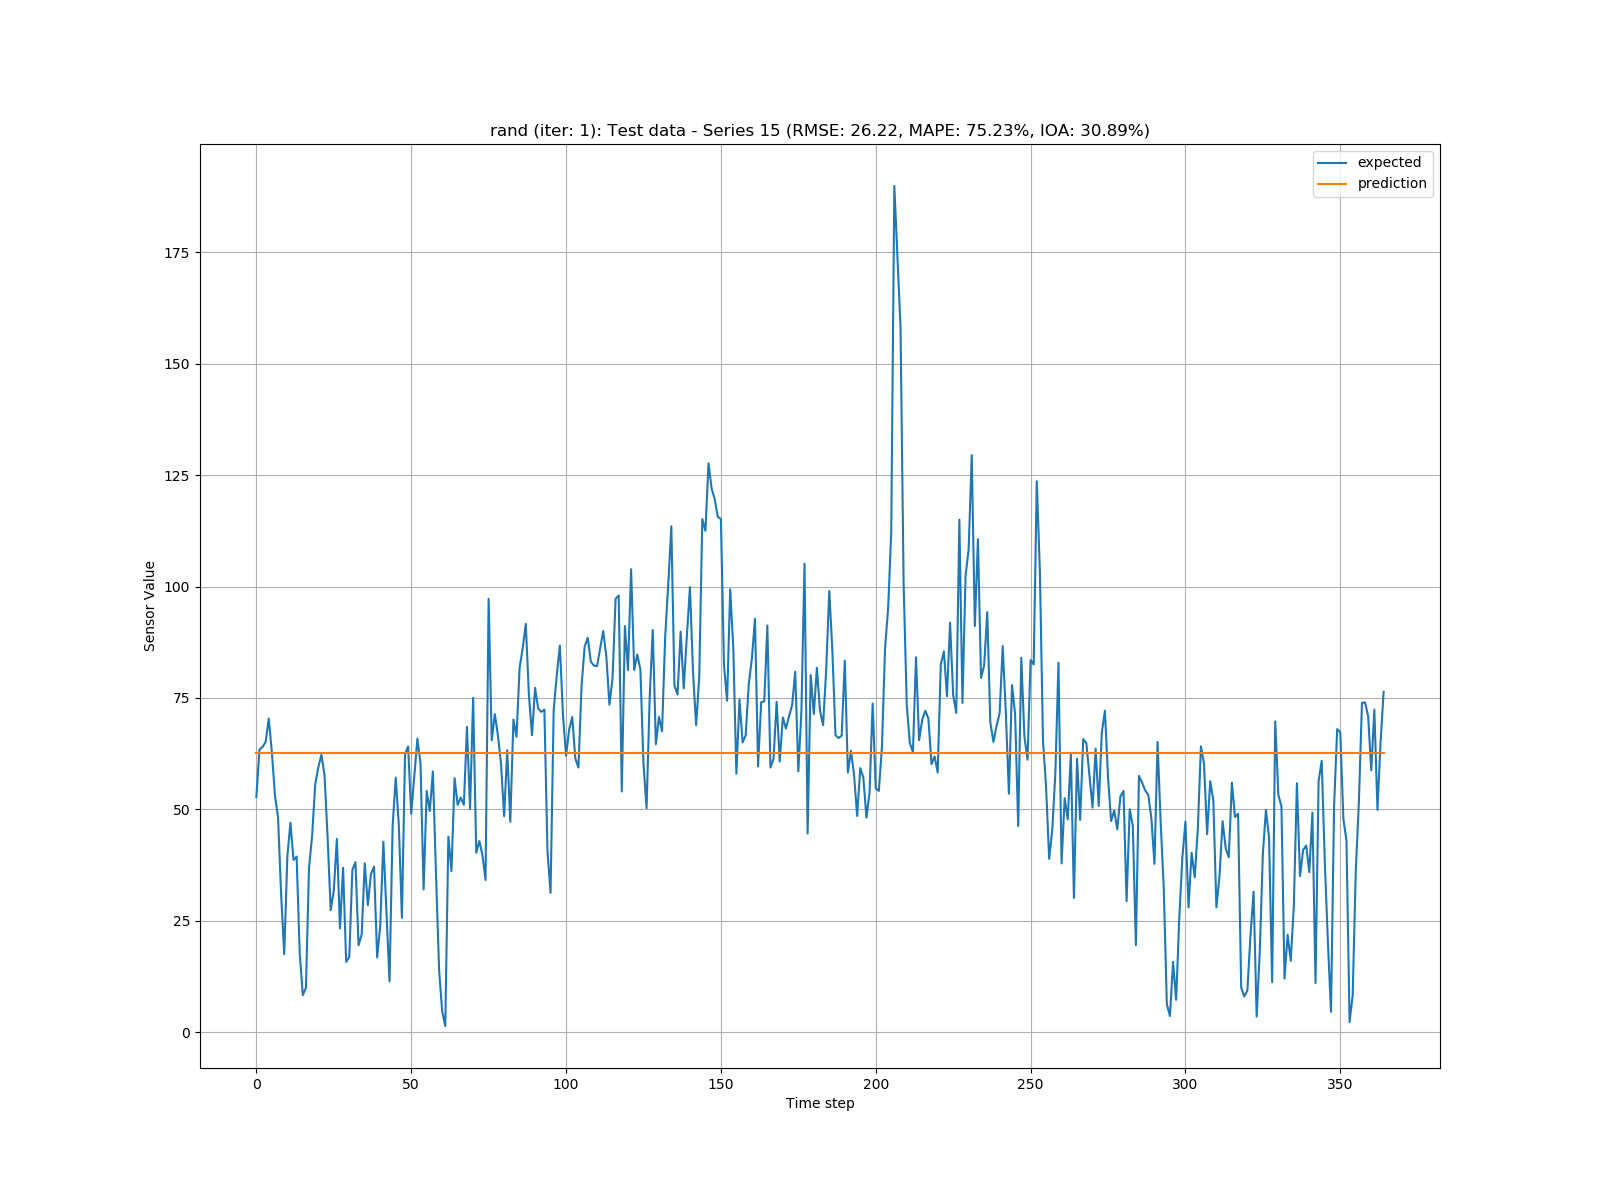 rand (iter: 1): Test data - Series 15 (RMSE: 26.22, MAPE: 75.23%, IOA: 30.89%)
expected
prediction
175
150
125
100
75
50
25
0
Sensor Value
0 50 100 150 200 250 300 350
Time step